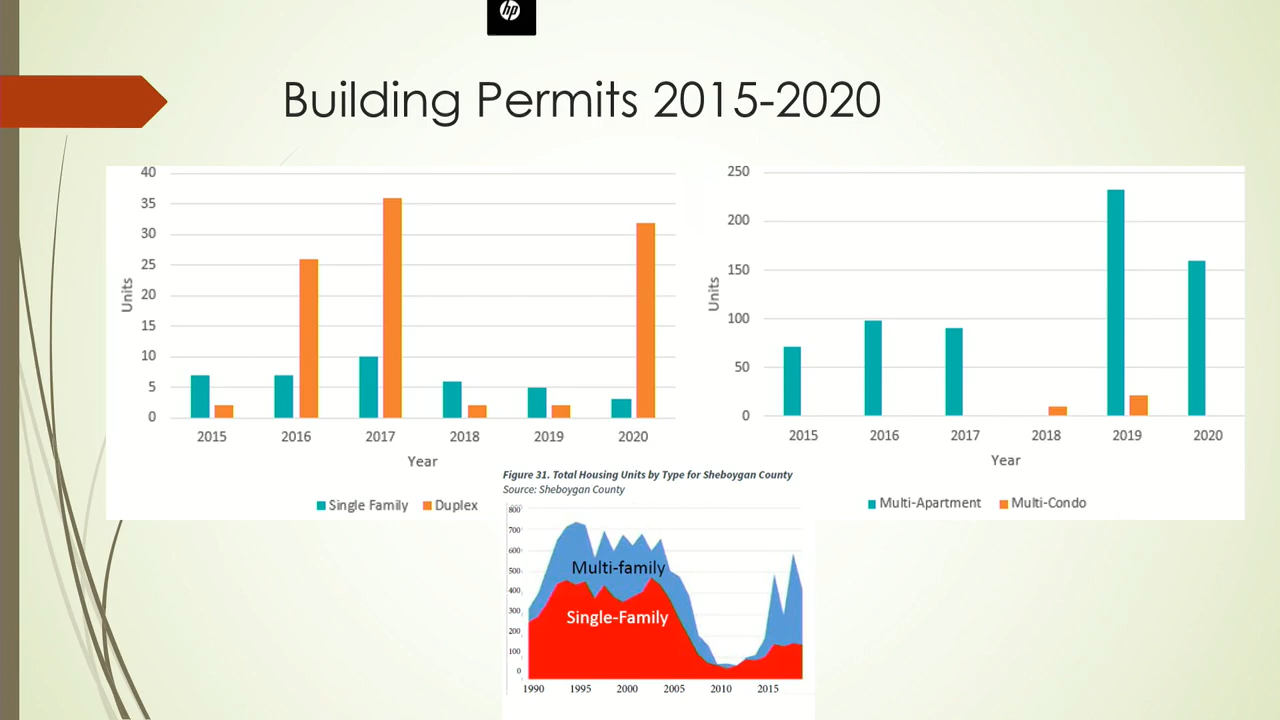 hp
Building Permits 2015-2020
40
35
30
25
20
15
10
5
0
Units
2015 2016 2017 2018 2019 2020
Year
Single Family Duplex
250
200
150
100
50
0
Units
2015 2016 2017 2018 2019 2020
Year
Multi-Apartment Multi-Condo
Figure 31. Total Housing Units by Type for Sheboygan County
Source: Sheboygan County
800
700
600
500
400
300
200
100
0
Multi-family
Single-Family
1990 1995 2000 2005 2010 2015